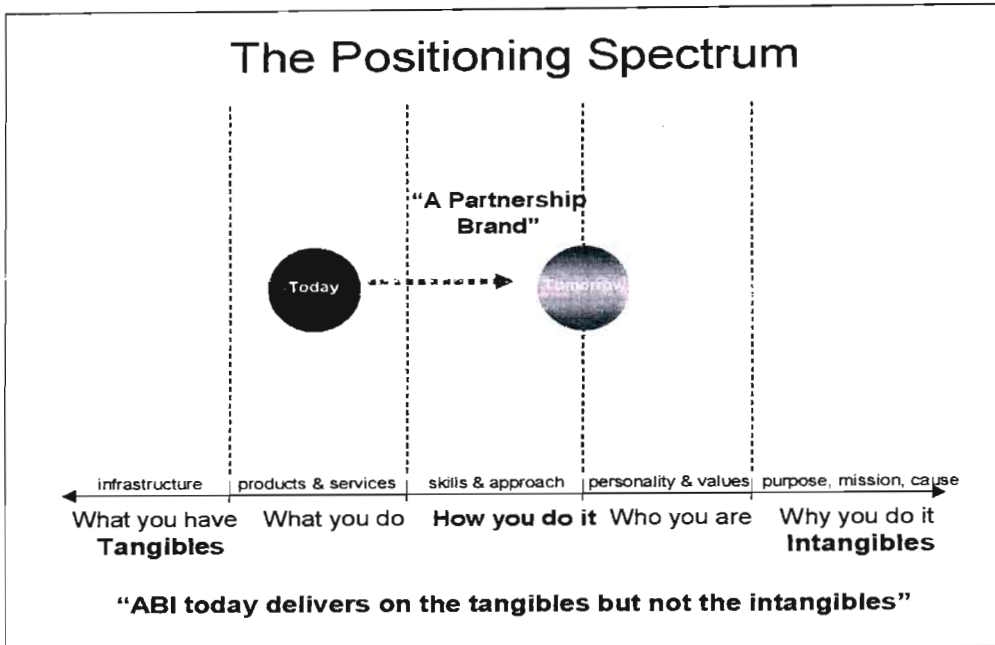 The Positioning Spectrum
“A Partnership
Brand”
Today
Tomorrow
infrastructure
products & services
skills & approach
personality & values
purpose, mission, cause
What you have
What you do
How you do it
Who you are
Why you do it
Tangibles
Intangibles
“ABI today delivers on the tangibles but not the intangibles”